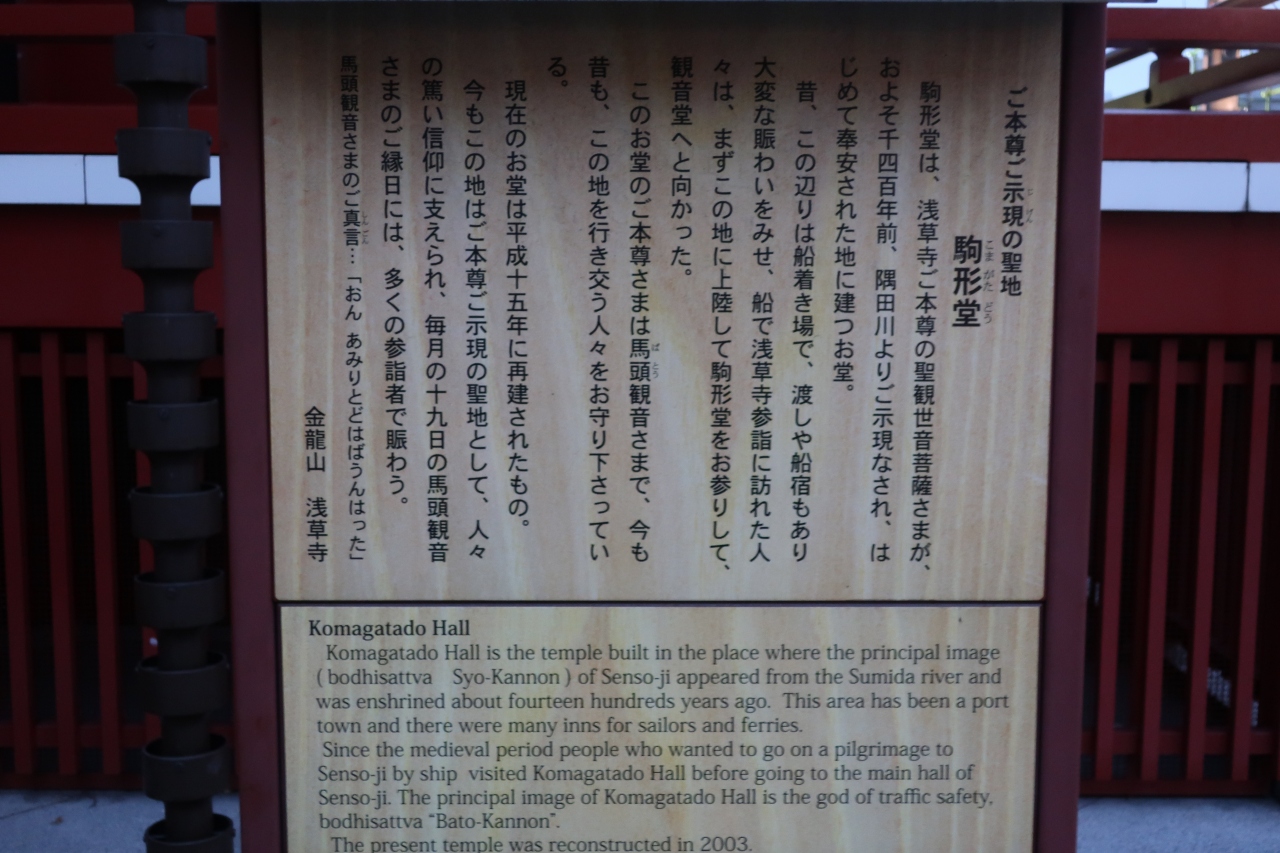 ご本尊ご示現の聖地
駒形堂
駒形堂は、浅草寺ご本尊の聖観世音菩薩さまが、
およそ千四百年前、隅田川よりご示現なされ、は
じめて奉安された地に建つお堂。
昔、この辺りは船着き場で、渡しや船宿もあり
大変な賑わいをみせ、船で浅草寺参詣に訪れた人
々は、まずこの地に上陸して駒形堂をお参りして、
観音堂へと向かった。
このお堂のご本尊さまは馬頭観音さまで、今も
昔も、この地を行き交う人々をお守り下さってい
る。
現在のお堂は平成十五年に再建されたもの。
今もこの地はご本尊ご示現の聖地として、人々
の篤い信仰に支えられ、毎月の十九日の馬頭観音
さまのご縁日には、多くの参詣者で賑わう。
馬頭観音さまのご真言…「おん あみりとどはばうんはった」
金龍山 浅草寺
Komagatado Hall
Komagatado Hall is the temple built in the place where the principal image
( bodhisattva Syo-Kannon ) of Senso-ji appeared from the Sumida river and
was enshrined about fourteen hundreds years ago. This area has been a port
town and there were many inns for sailors and ferries.
Since the medieval period people who wanted to go on a pilgrimage to
Senso-ji by ship visited Komagatado Hall before going to the main hall of
Senso-ji. The principal image of Komagatado Hall is the god of traffic safety,
bodhisattva “Bato-Kannon”.
The present temple was reconstructed in 2003.